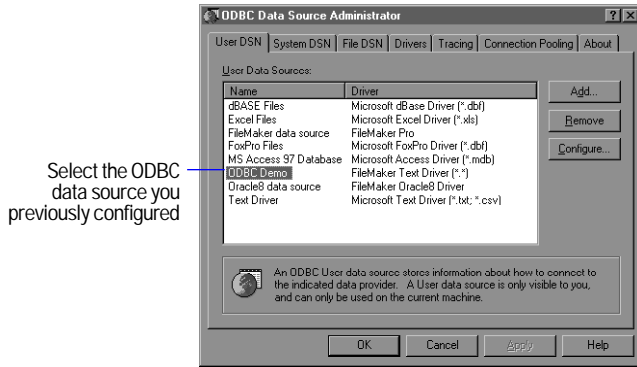 ODBC Data Source Administrator
User DSN System DSN File DSN Drivers Tracing Connection Pooling About
User Data Sources:
Name Driver
dBASE Files Microsoft dBase Driver (*.dbf)
Excel Files Microsoft Excel Driver (*.xls)
FileMaker data source FileMaker Pro
FoxPro Files Microsoft FoxPro Driver (*.dbf)
MS Access 97 Database Microsoft Access Driver (*.mdb)
ODBC Demo FileMaker Text Driver (*.*)
Oracle8 data source FileMaker Oracle8 Driver
Text Driver Microsoft Text Driver (*.txt; *.csv)
Add...
Remove
Configure...
Select the ODBC
data source you
previously configured
An ODBC User data source stores information about how to connect to
the indicated data provider. A User data source is only visible to you,
and can only be used on the current machine.
OK Cancel Apply Help